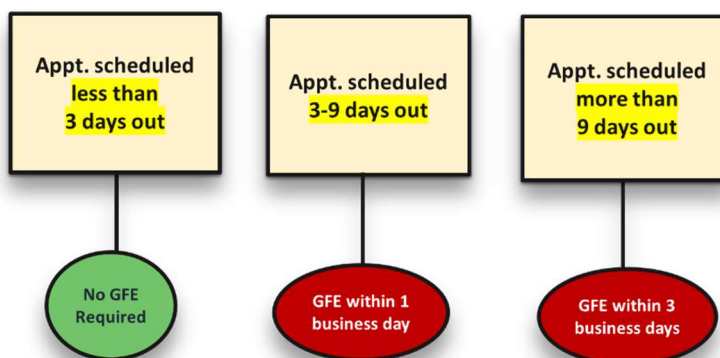 Appt. scheduled
less than
3 days out
Appt. scheduled
3-9 days out
Appt. scheduled
more than
9 days out
No GFE
Required
GFE within 1
business day
GFE within 3
business days